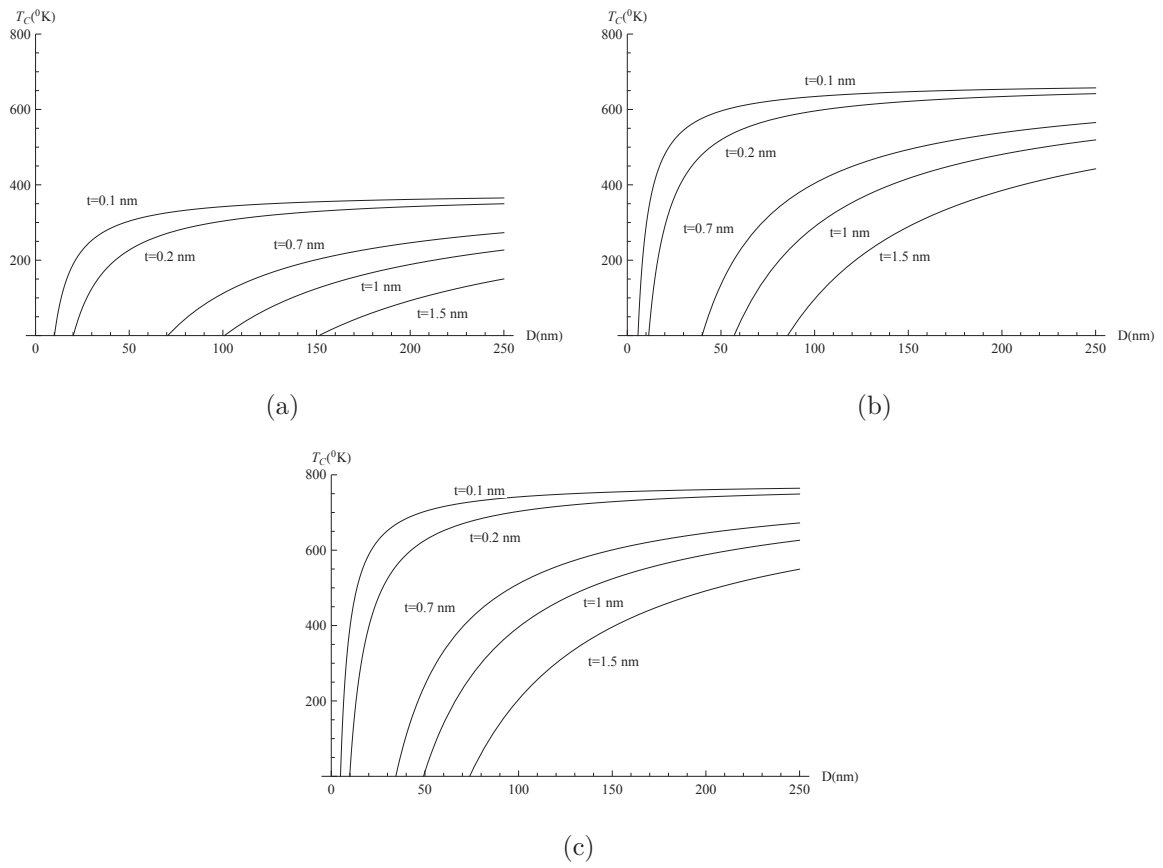 T_C(⁰K)
800
600
400
200
0 50 100 150 200 250
D(nm)
t=0.1 nm
t=0.2 nm
t=0.7 nm
t=1 nm
t=1.5 nm
(a)
T_C(⁰K)
800
600
400
200
0 50 100 150 200 250
D(nm)
t=0.1 nm
t=0.2 nm
t=0.7 nm
t=1 nm
t=1.5 nm
(b)
T_C(⁰K)
800
600
400
200
0 50 100 150 200 250
D(nm)
t=0.1 nm
t=0.2 nm
t=0.7 nm
t=1 nm
t=1.5 nm
(c)